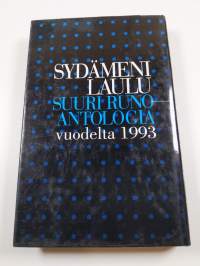 SYDÄMENI
LAULU
SUURI RUNO-
ANTOLOGIA
vuodelta 1993